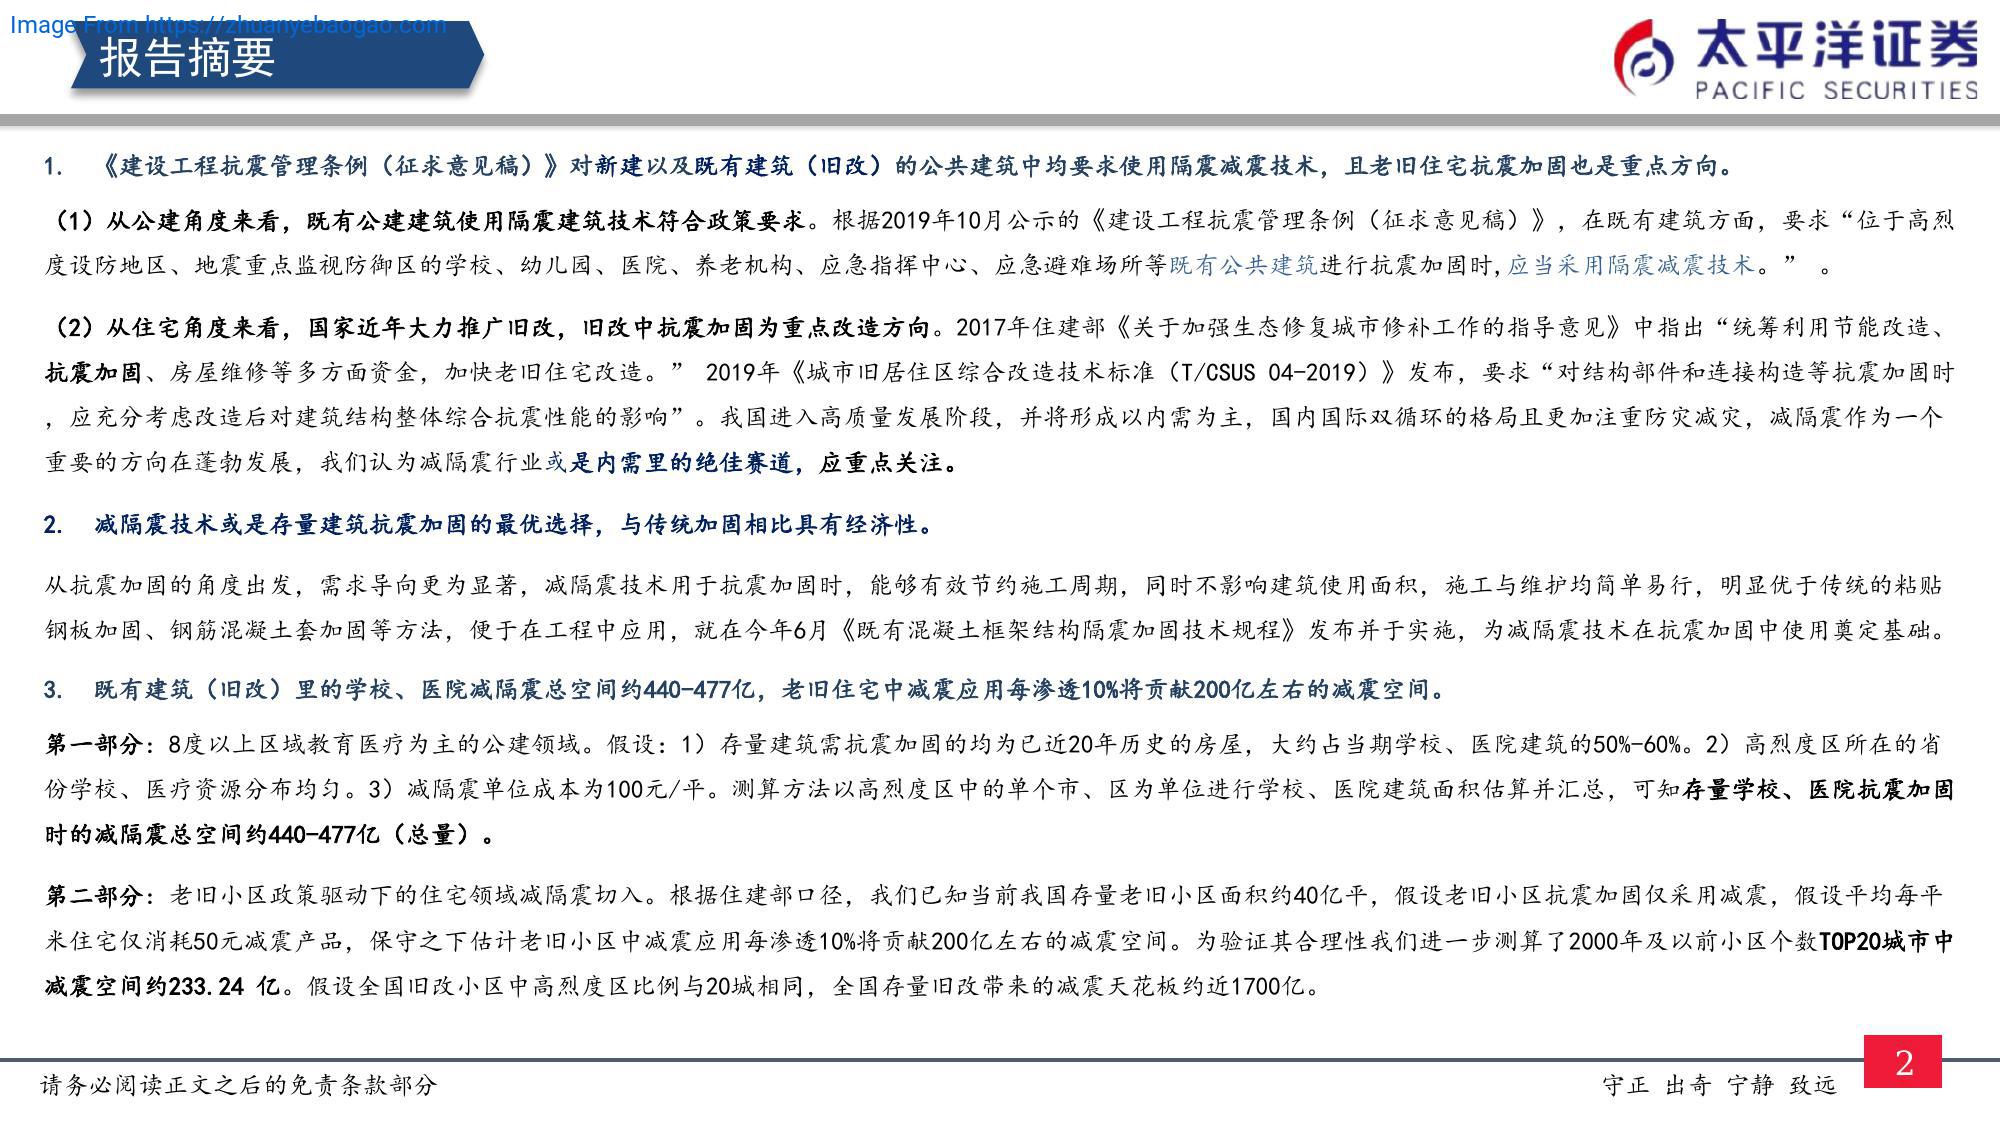 Image From https://zhuanyebaogao.com
报告摘要
太平洋证券
PACIFIC SECURITIES
1. 《建设工程抗震管理条例（征求意见稿）》对新建以及既有建筑（旧改）的公共建筑中均要求使用隔震减震技术，且老旧住宅抗震加固也是重点方向。
（1）从公建角度来看，既有公建建筑使用隔震建筑技术符合政策要求。根据2019年10月公示的《建设工程抗震管理条例（征求意见稿）》，在既有建筑方面，要求“位于高烈
度设防地区、地震重点监视防御区的学校、幼儿园、医院、养老机构、应急指挥中心、应急避难场所等既有公共建筑进行抗震加固时,应当采用隔震减震技术。” 。
（2）从住宅角度来看，国家近年大力推广旧改，旧改中抗震加固为重点改造方向。2017年住建部《关于加强生态修复城市修补工作的指导意见》中指出“统筹利用节能改造、
抗震加固、房屋维修等多方面资金，加快老旧住宅改造。” 2019年《城市旧居住区综合改造技术标准（T/CSUS 04-2019）》发布，要求“对结构部件和连接构造等抗震加固时
，应充分考虑改造后对建筑结构整体综合抗震性能的影响”。我国进入高质量发展阶段，并将形成以内需为主，国内国际双循环的格局且更加注重防灾减灾，减隔震作为一个
重要的方向在蓬勃发展，我们认为减隔震行业或是内需里的绝佳赛道，应重点关注。
2. 减隔震技术或是存量建筑抗震加固的最优选择，与传统加固相比具有经济性。
从抗震加固的角度出发，需求导向更为显著，减隔震技术用于抗震加固时，能够有效节约施工周期，同时不影响建筑使用面积，施工与维护均简单易行，明显优于传统的粘贴
钢板加固、钢筋混凝土套加固等方法，便于在工程中应用，就在今年6月《既有混凝土框架结构隔震加固技术规程》发布并于实施，为减隔震技术在抗震加固中使用奠定基础。
3. 既有建筑（旧改）里的学校、医院减隔震总空间约440-477亿，老旧住宅中减震应用每渗透10%将贡献200亿左右的减震空间。
第一部分：8度以上区域教育医疗为主的公建领域。假设：1）存量建筑需抗震加固的均为已近20年历史的房屋，大约占当期学校、医院建筑的50%-60%。2）高烈度区所在的省
份学校、医疗资源分布均匀。3）减隔震单位成本为100元/平。测算方法以高烈度区中的单个市、区为单位进行学校、医院建筑面积估算并汇总，可知存量学校、医院抗震加固
时的减隔震总空间约440-477亿（总量）。
第二部分：老旧小区政策驱动下的住宅领域减隔震切入。根据住建部口径，我们已知当前我国存量老旧小区面积约40亿平，假设老旧小区抗震加固仅采用减震，假设平均每平
米住宅仅消耗50元减震产品，保守之下估计老旧小区中减震应用每渗透10%将贡献200亿左右的减震空间。为验证其合理性我们进一步测算了2000年及以前小区个数TOP20城市中
减震空间约233.24 亿。假设全国旧改小区中高烈度区比例与20城相同，全国存量旧改带来的减震天花板约近1700亿。
请务必阅读正文之后的免责条款部分
守正 出奇 宁静 致远
2